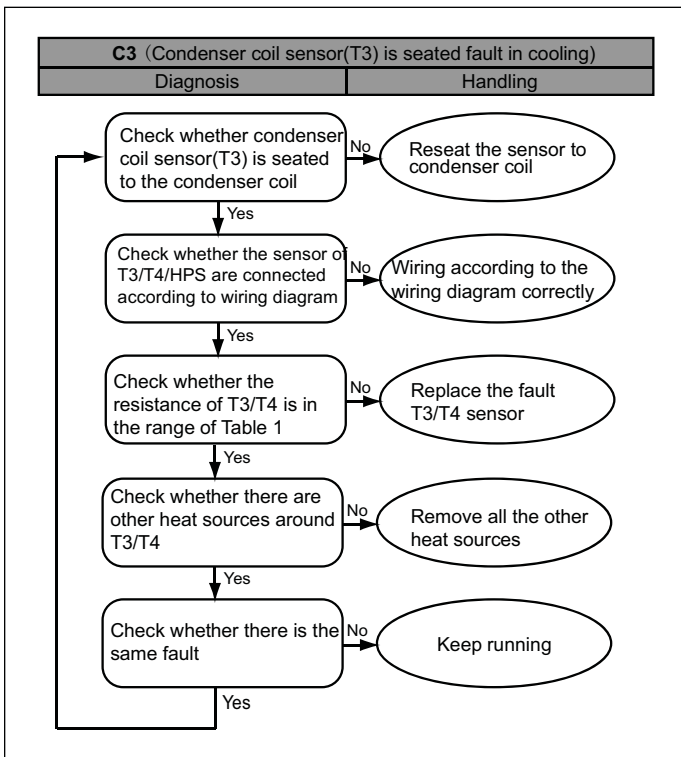 C3（Condenser coil sensor(T3) is seated fault in cooling)
Diagnosis
Handling
Check whether condenser
coil sensor(T3) is seated
to the condenser coil
No
Reseat the sensor to
condenser coil
Yes
Check whether the sensor of
T3/T4/HPS are connected
according to wiring diagram
No
Wiring according to the
wiring diagram correctly
Yes
Check whether the
resistance of T3/T4 is in
the range of Table 1
No
Replace the fault
T3/T4 sensor
Yes
Check whether there are
other heat sources around
T3/T4
No
Remove all the other
heat sources
Yes
Check whether there is the
same fault
No
Keep running
Yes